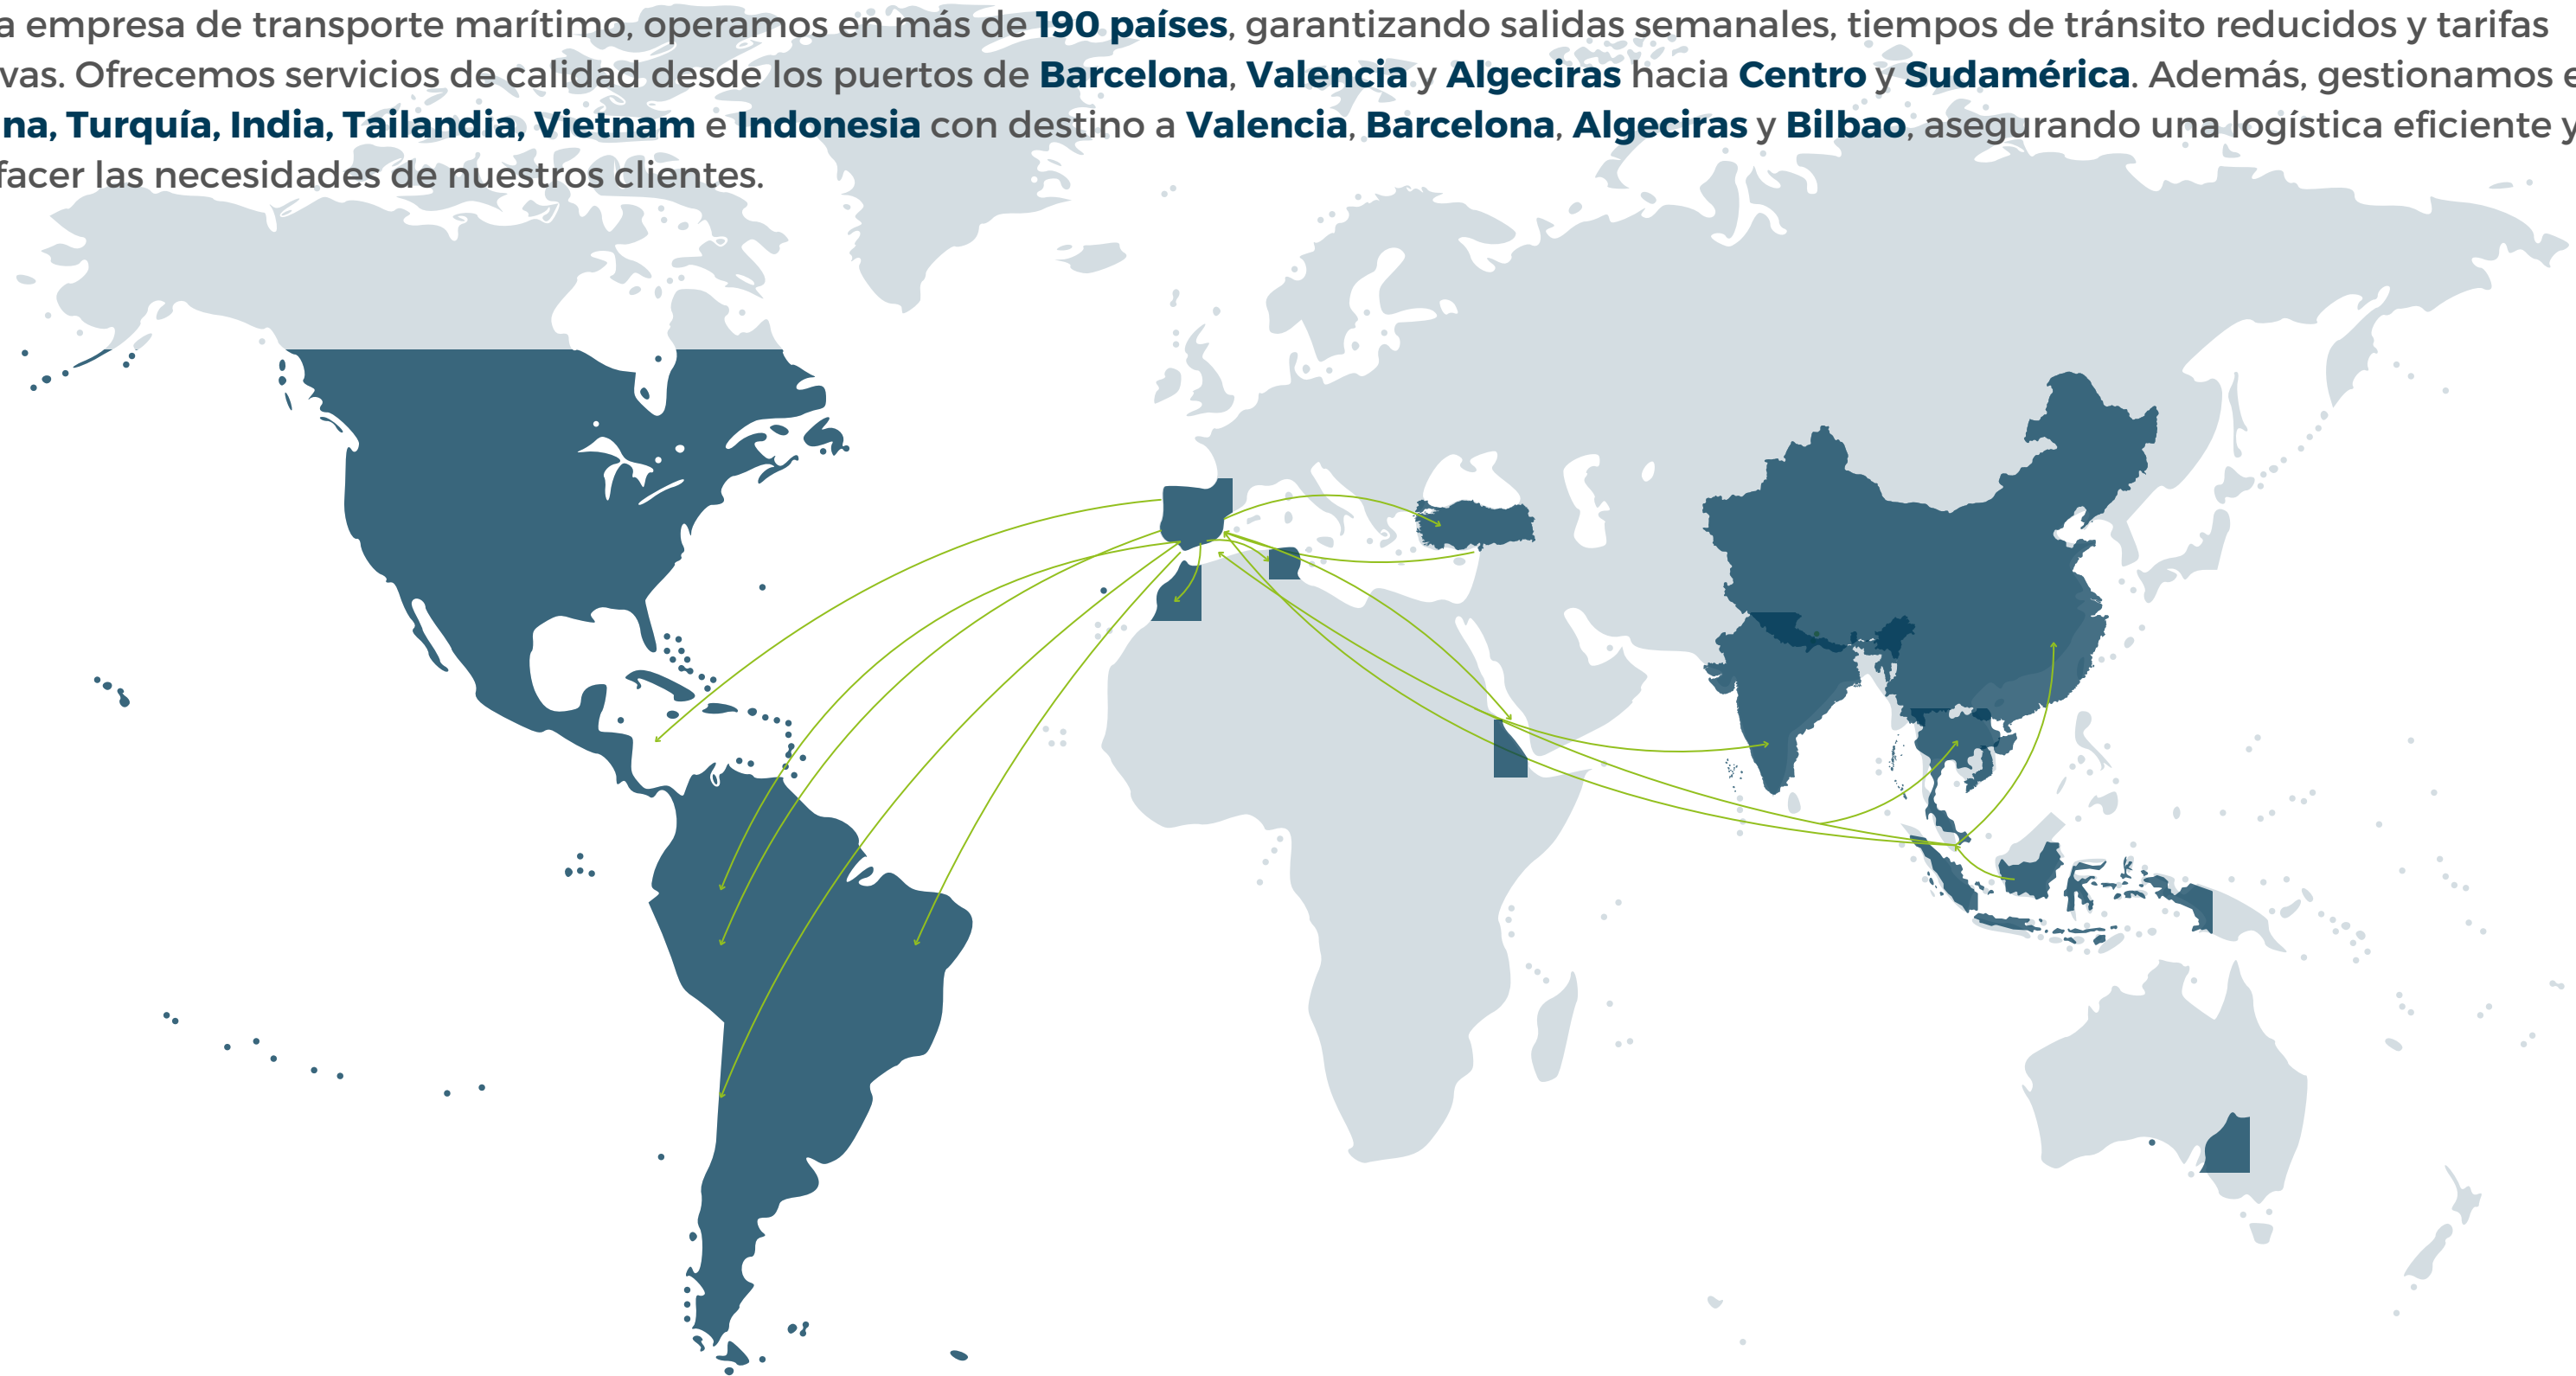 a empresa de transporte marítimo, operamos en más de 190 países, garantizando salidas semanales, tiempos de tránsito reducidos y tarifas
vas. Ofrecemos servicios de calidad desde los puertos de Barcelona, Valencia y Algeciras hacia Centro y Sudamérica. Además, gestionamos e
na, Turquía, India, Tailandia, Vietnam e Indonesia con destino a Valencia, Barcelona, Algeciras y Bilbao, asegurando una logística eficiente y
facer las necesidades de nuestros clientes.